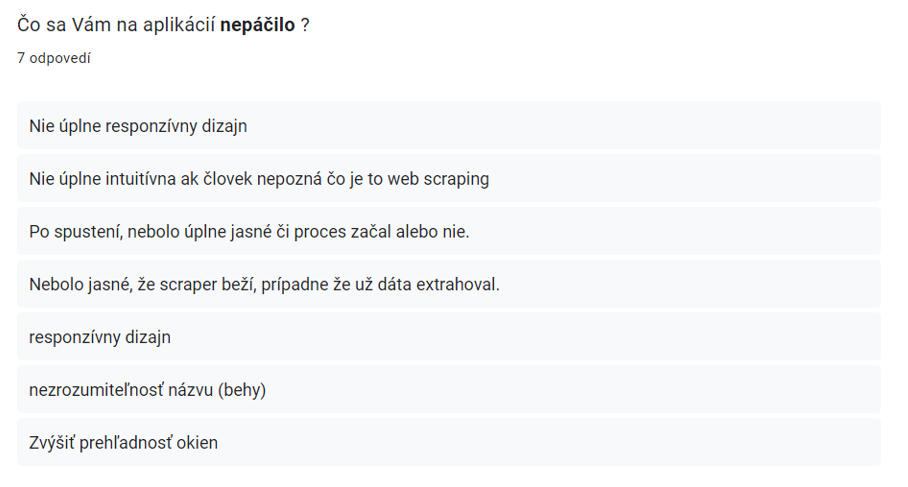 Čo sa Vám na aplikácií nepáčilo ?
7 odpovedí
Nie úplne responzívny dizajn
Nie úplne intuitívna ak človek nepozná čo je to web scraping
Po spustení, nebolo úplne jasné či proces začal alebo nie.
Nebolo jasné, že scraper beží, prípadne že už dáta extrahoval.
responzívny dizajn
nezrozumiteľnosť názvu (behy)
Zvýšiť prehľadnosť okien